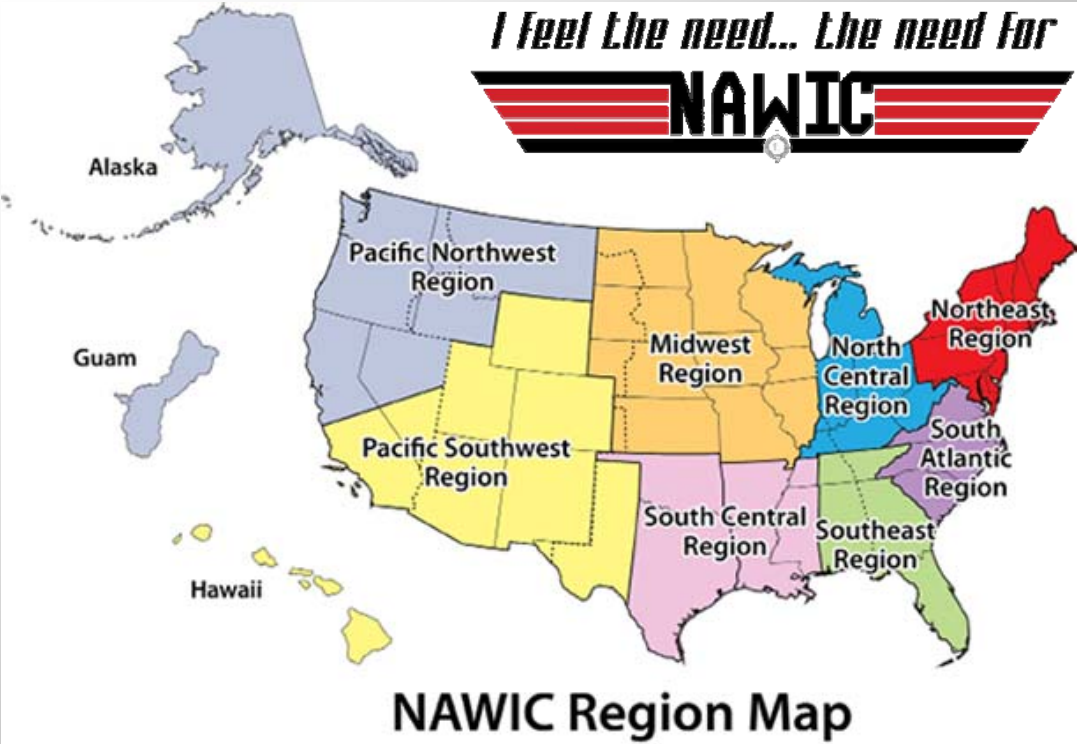 I feel the need... the need for
NAWIC
Alaska
Pacific Northwest
Region
Guam
Midwest
Region
North
Central
Region
Northeast
Region
Pacific Southwest
Region
South
Atlantic
Region
South Central
Region
Southeast
Region
Hawaii
NAWIC Region Map